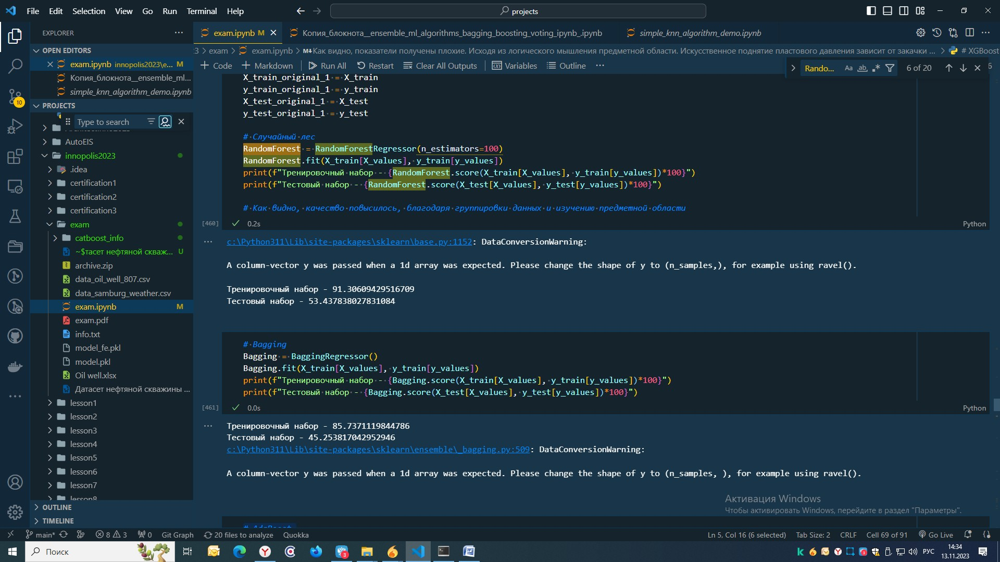 File Edit Selection View Go Run Terminal Help
projects
EXPLORER
exam.ipynb M
Копия_блокнота__ensemble_ml_algorithms_bagging_boosting_voting_ipynb_.ipynb
simple_knn_algorithm_demo.ipynb
OPEN EDITORS
exam.ipynb innopolis2023\e... M
Копия_блокнота__ensemble_ml...
simple_knn_algorithm_demo.ipynb
PROJECTS
Type to search
AutoEIS
innopolis2023
.idea
certification1
certification2
certification3
exam
catboost_info
~$тасет нефтяной скваж... U
archive.zip
data_oil_well_807.csv
data_samburg_weather.csv
exam.ipynb M
exam.pdf
info.txt
model_fe.pkl
model.pkl
Oil well.xlsx
Датасет нефтяной скважины ...
lesson1
lesson2
lesson3
lesson4
lesson5
lesson6
lesson7
lesson8
OUTLINE
TIMELINE
10
3 > exam > exam.ipynb > M↓Как видно, показатели получены плохие. Исходя из логического мышления предметной области. Искусственное поднятие пластового давления зависит от закачки ... > # XGBoost
+ Code + Markdown Run All Restart Clear All Outputs Variables Outline ...
Rando... Aa ab 6 of 20
X_train_original_1 = X_train
y_train_original_1 = y_train
X_test_original_1 = X_test
y_test_original_1 = y_test
# Случайный лес
RandomForest = RandomForestRegressor(n_estimators=100)
RandomForest.fit(X_train[X_values], y_train[y_values])
print(f"Тренировочный набор - {RandomForest.score(X_train[X_values], y_train[y_values])*100}")
print(f"Тестовый набор - {RandomForest.score(X_test[X_values], y_test[y_values])*100}")
# Как видно, качество повысилось, благодаря группировки данных и изучению предметной области
[460] 0.2s Python
c:\Python311\Lib\site-packages\sklearn\base.py:1152: DataConversionWarning:
A column-vector y was passed when a 1d array was expected. Please change the shape of y to (n_samples,), for example using ravel().
Тренировочный набор - 91.30609429516709
Тестовый набор - 53.437838027831084
# Bagging
Bagging = BaggingRegressor()
Bagging.fit(X_train[X_values], y_train[y_values])
print(f"Тренировочный набор - {Bagging.score(X_train[X_values], y_train[y_values])*100}")
print(f"Тестовый набор - {Bagging.score(X_test[X_values], y_test[y_values])*100}")
[461] 0.0s Python
Тренировочный набор - 85.7371119844786
Тестовый набор - 45.253817042952946
c:\Python311\Lib\site-packages\sklearn\ensemble\_bagging.py:509: DataConversionWarning:
A column-vector y was passed when a 1d array was expected. Please change the shape of y to (n_samples, ), for example using ravel().
Активация Windows
Чтобы активировать Windows, перейдите в раздел "Параметры".
# AdaBoost
main* 8 3 0 Git Graph 20 files to analyze Quokka
Ln 5, Col 16 (6 selected) Tab Size: 2 CRLF Cell 69 of 91 Go Live
Поиск
РУС
14:34
13.11.2023